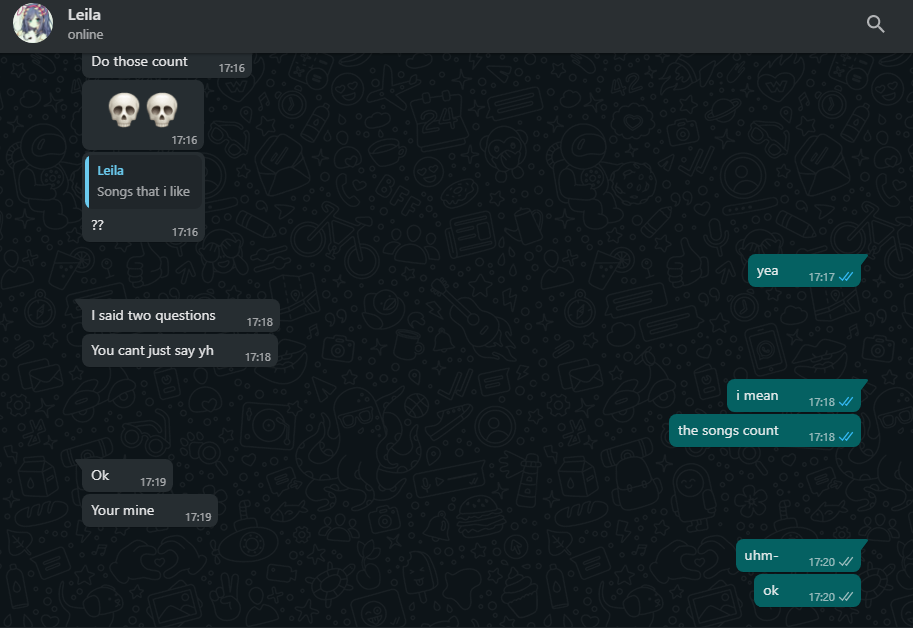 Leila
online
Do those count
17:16
💀💀
17:16
Leila
Songs that i like
??
17:16
yea
17:17
I said two questions
17:18
You cant just say yh
17:18
i mean
17:18
the songs count
17:18
Ok
17:19
Your mine
17:19
uhm-
17:20
ok
17:20